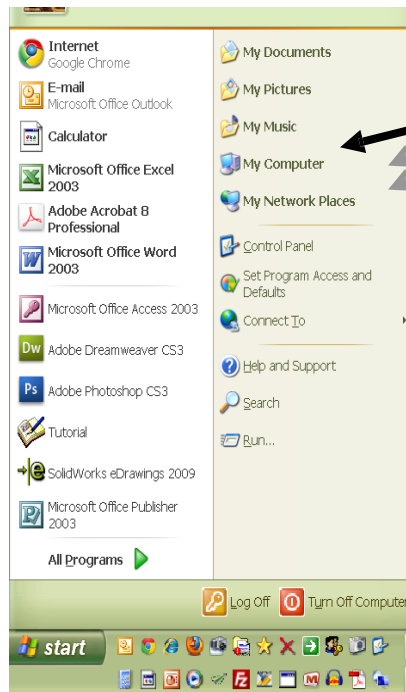 Internet
Google Chrome
E-mail
Microsoft Office Outlook
Calculator
Microsoft Office Excel
2003
Adobe Acrobat 8
Professional
Microsoft Office Word
2003
Microsoft Office Access 2003
Dw Adobe Dreamweaver CS3
Ps Adobe Photoshop CS3
Tutorial
SolidWorks eDrawings 2009
Microsoft Office Publisher
2003
All Programs
My Documents
My Pictures
My Music
My Computer
My Network Places
Control Panel
Set Program Access and
Defaults
Connect To
Help and Support
Search
Run...
Log Off
Turn Off Computer
start